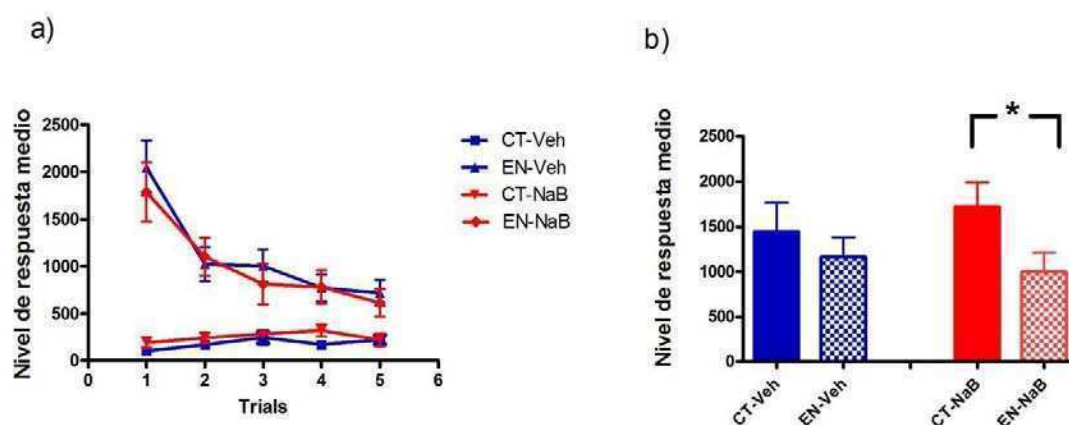 a)
Nivel de respuesta medio
2500
2000
1500
1000
500
0
0 1 2 3 4 5 6
Trials
CT-Veh
EN-Veh
CT-NaB
EN-NaB
b)
Nivel de respuesta medio
2500
2000
1500
1000
500
0
*
CT-Veh
EN-Veh
CT-NaB
EN-NaB